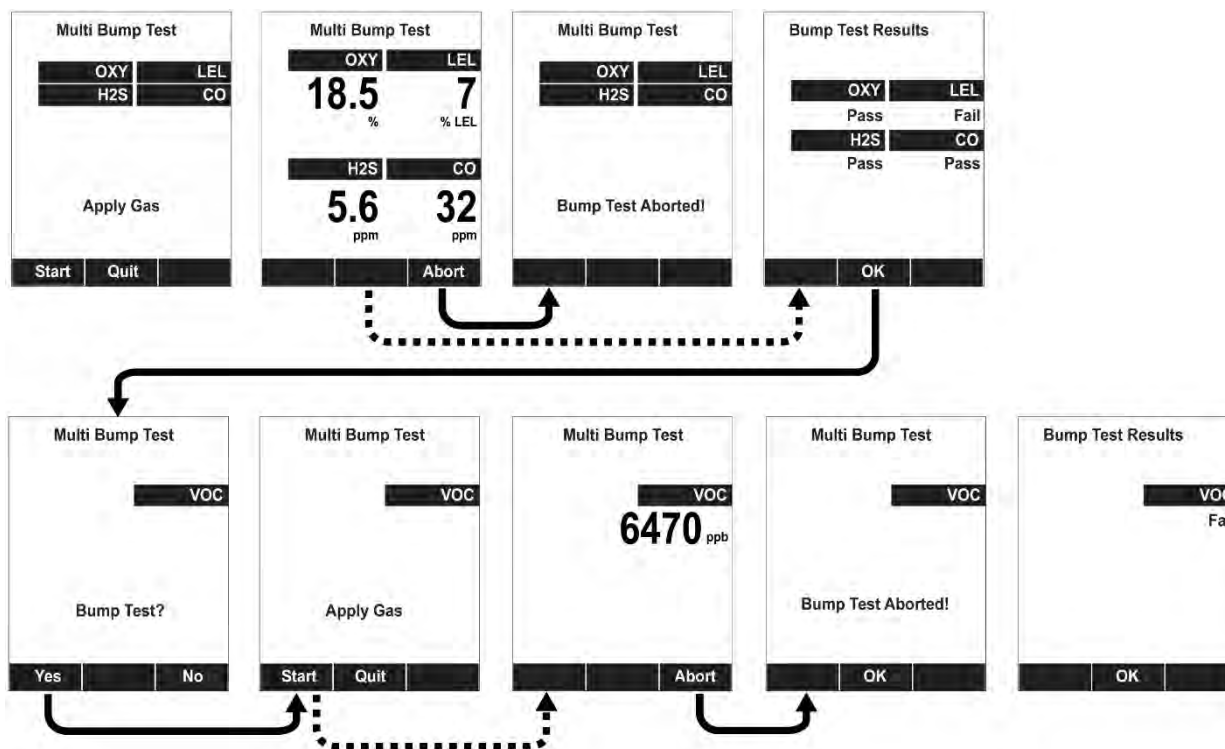 Multi Bump Test
OXY LEL
H2S CO
Apply Gas
Start Quit
Multi Bump Test
OXY LEL
18.5 7
% % LEL
H2S CO
5.6 32
ppm ppm
Abort
Multi Bump Test
OXY LEL
H2S CO
Bump Test Aborted!
Bump Test Results
OXY LEL
Pass Fail
H2S CO
Pass Pass
OK
Multi Bump Test
VOC
Bump Test?
Yes No
Multi Bump Test
VOC
Apply Gas
Start Quit
Multi Bump Test
VOC
6470 ppb
Abort
Multi Bump Test
VOC
Bump Test Aborted!
OK
Bump Test Results
OK